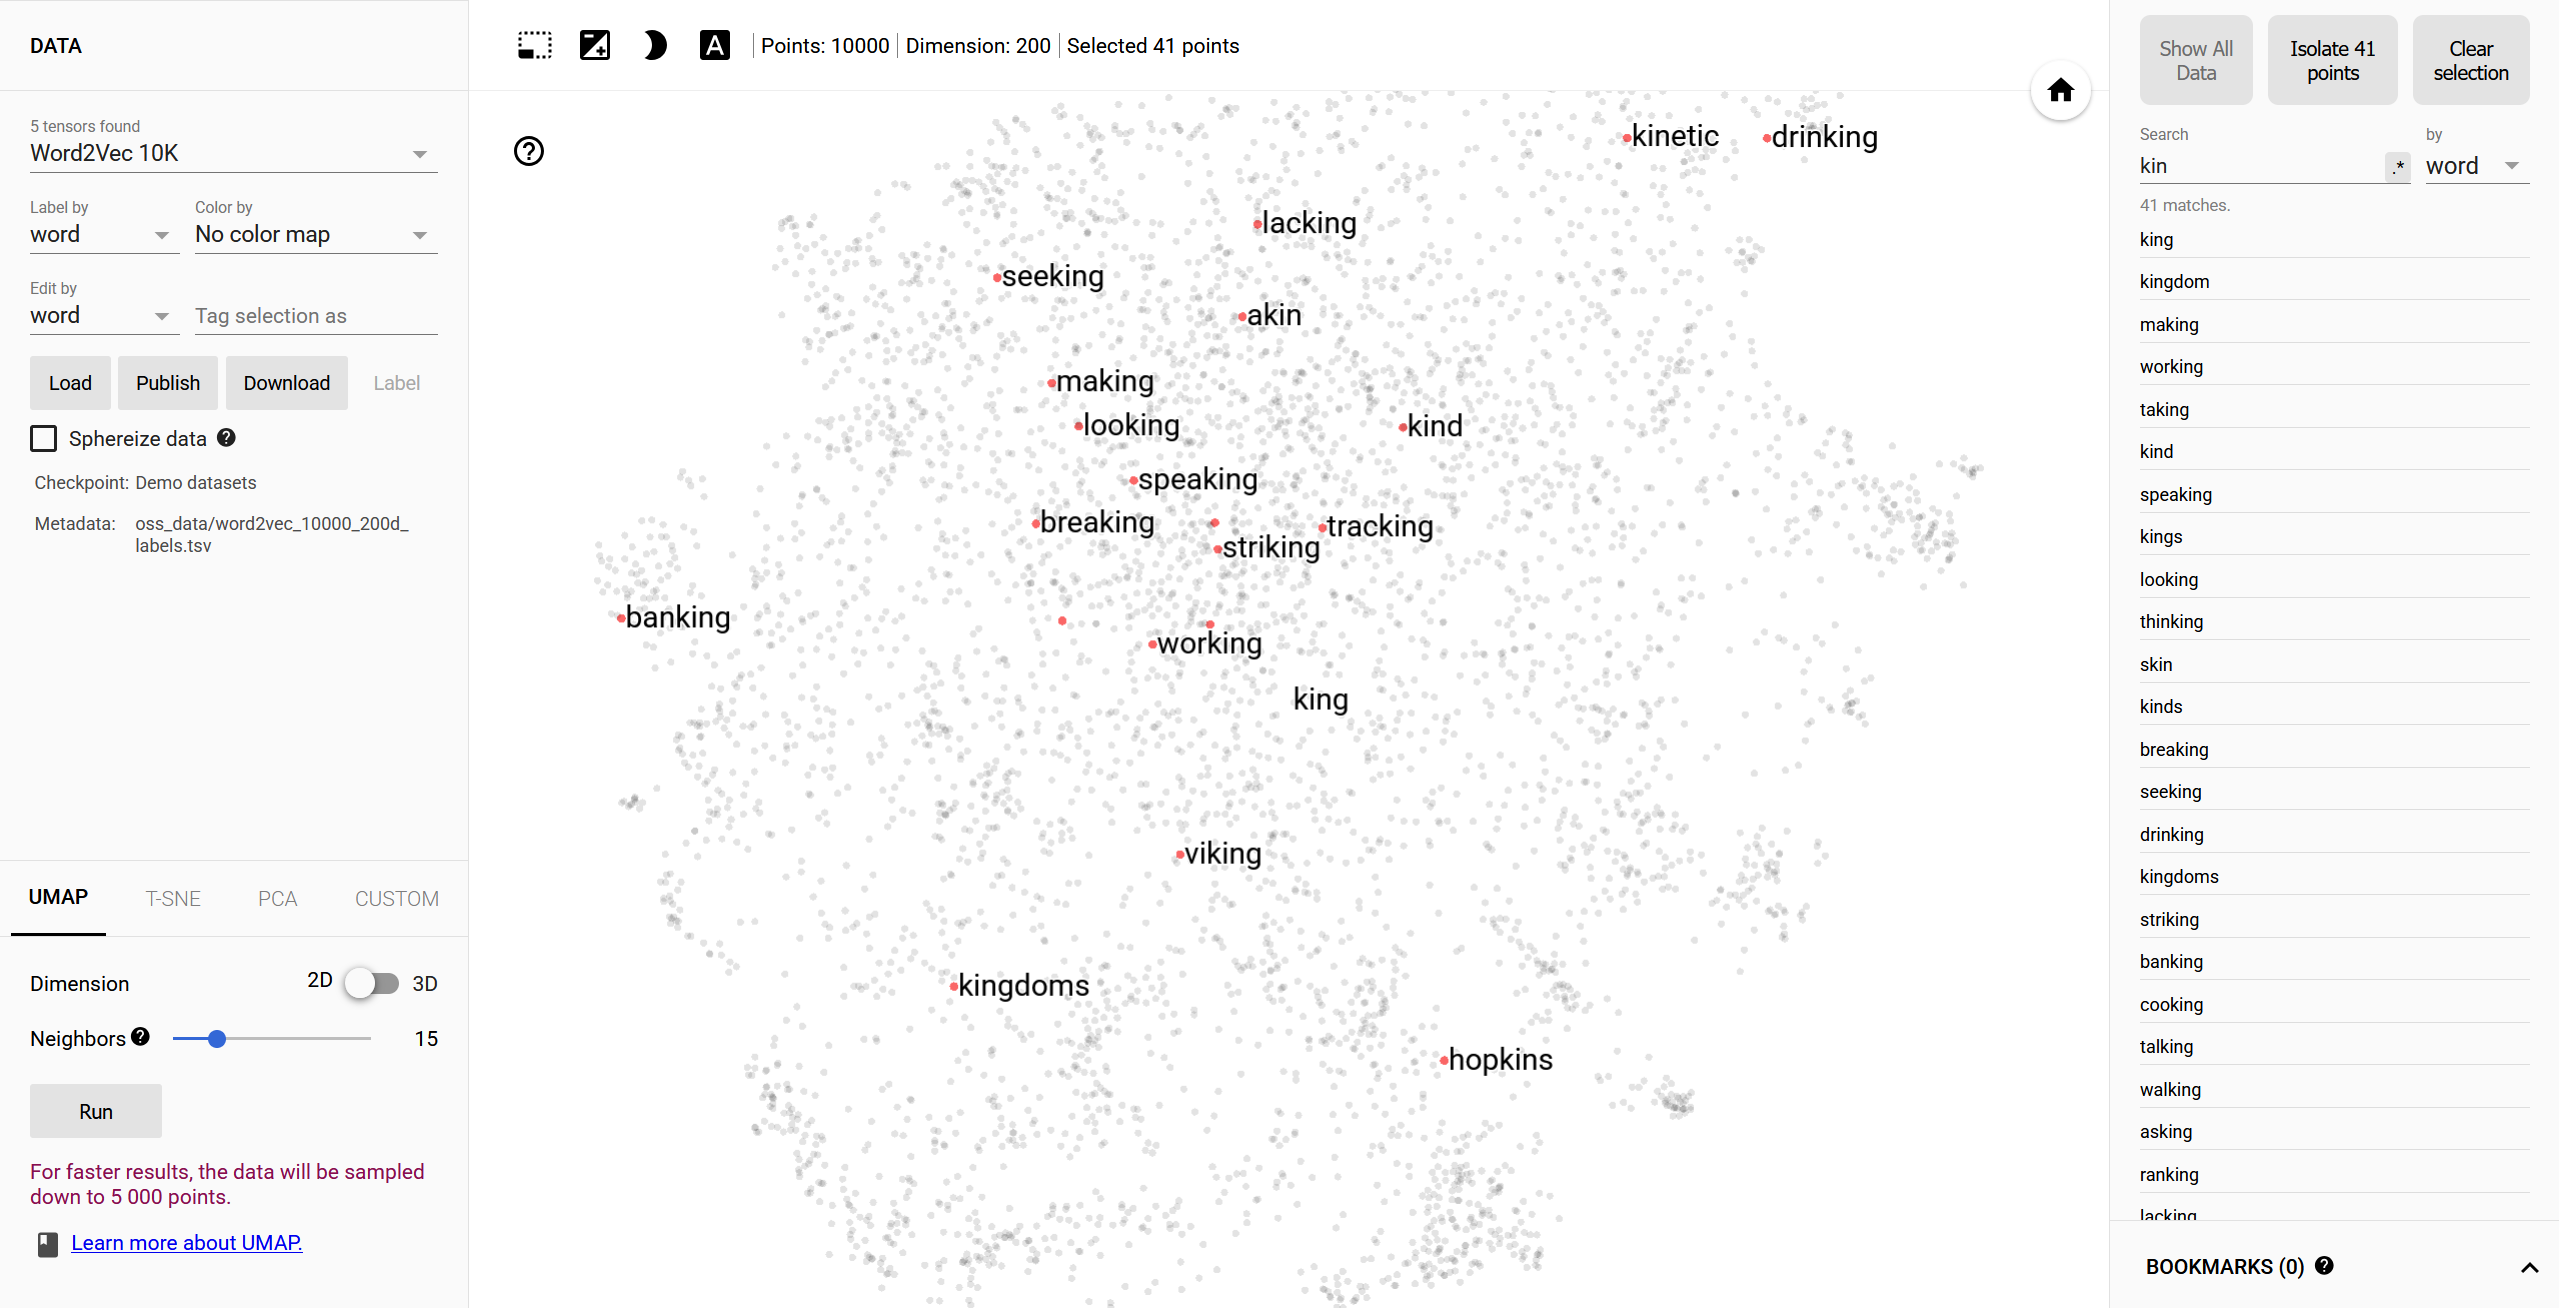 DATA
5 tensors found
Word2Vec 10K
Label by
word
Color by
No color map
Edit by
word
Tag selection as
Load
Publish
Download
Label
Sphereize data
Checkpoint: Demo datasets
Metadata: oss_data/word2vec_10000_200d_
labels.tsv
UMAP
T-SNE
PCA
CUSTOM
Dimension
2D
3D
Neighbors
15
Run
For faster results, the data will be sampled
down to 5 000 points.
Learn more about UMAP.
A
Points: 10000
Dimension: 200
Selected 41 points
kinetic
drinking
lacking
seeking
akin
making
looking
kind
speaking
breaking
tracking
striking
banking
working
king
viking
kingdoms
hopkins
Show All
Data
Isolate 41
points
Clear
selection
Search
kin
.*
by
word
41 matches.
king
kingdom
making
working
taking
kind
speaking
kings
looking
thinking
skin
kinds
breaking
seeking
drinking
kingdoms
striking
banking
cooking
talking
walking
asking
ranking
lacking
BOOKMARKS (0)